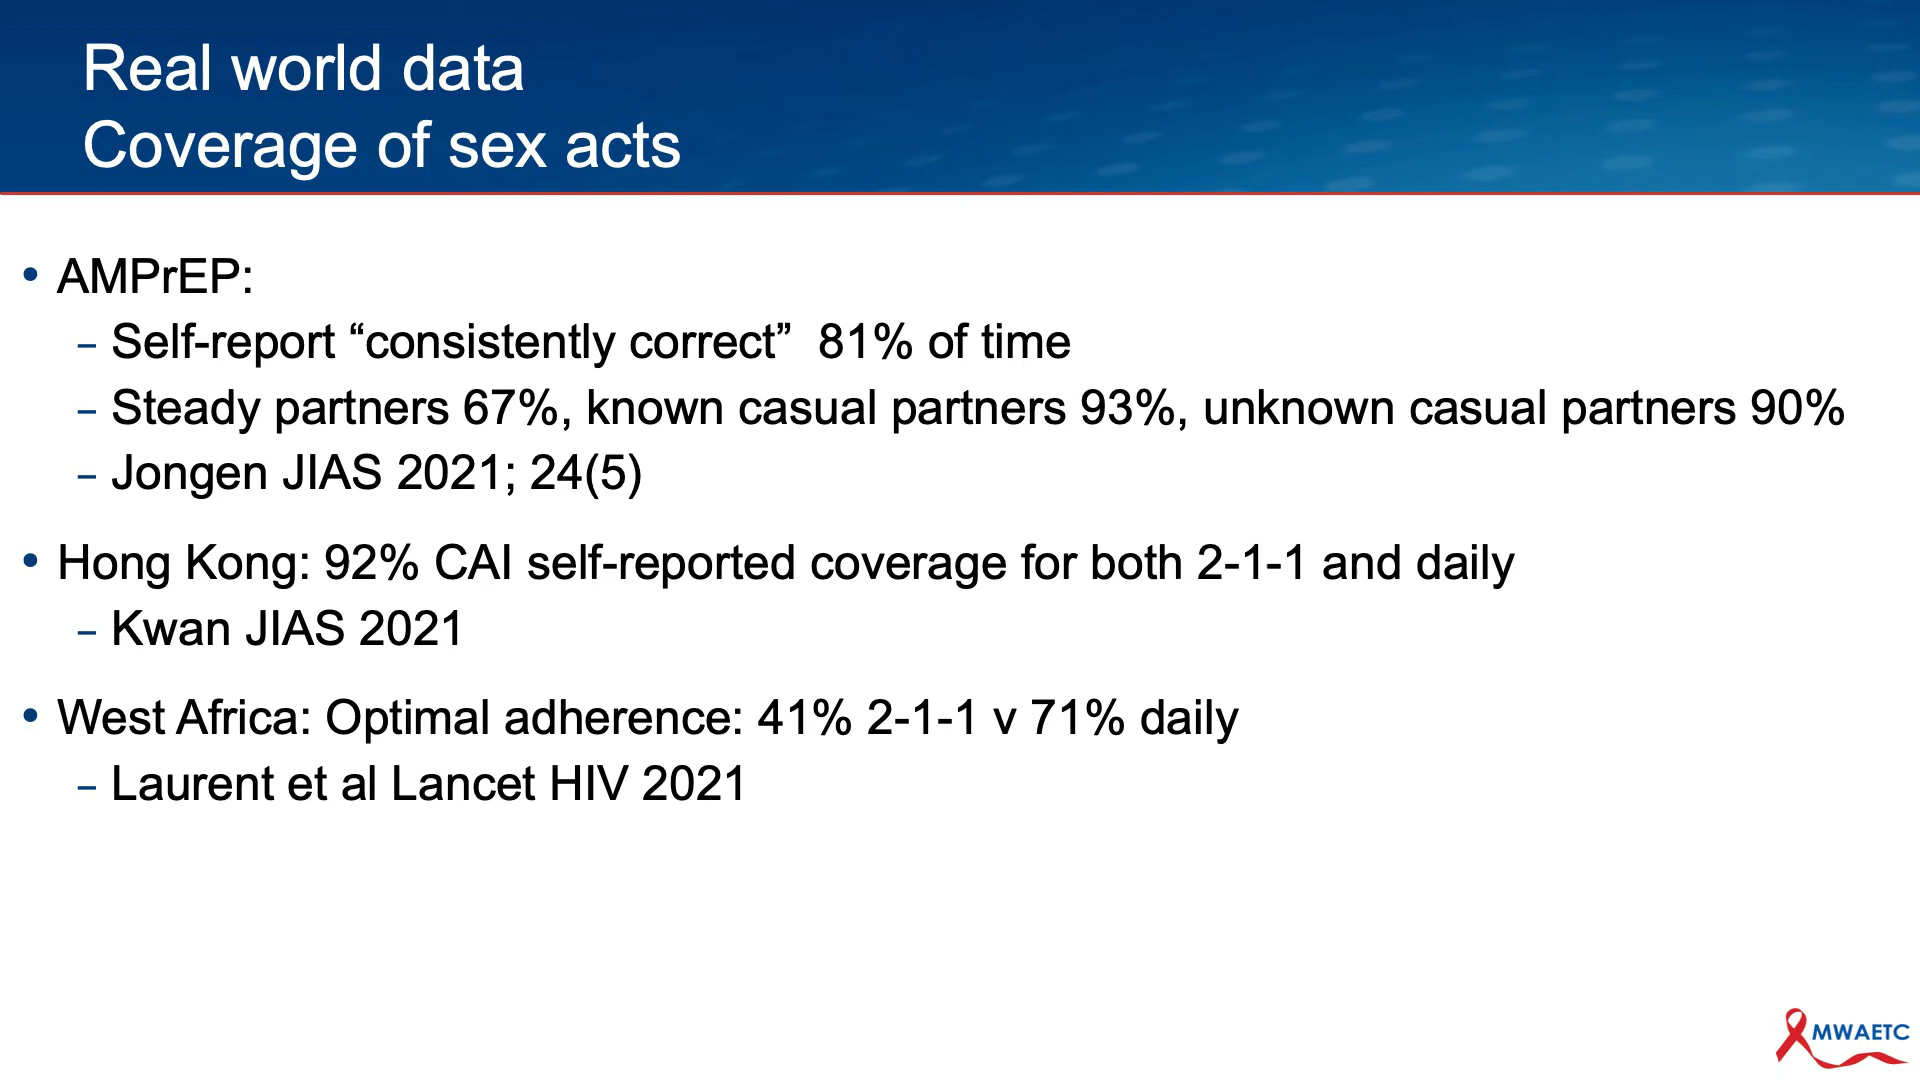 Real world data
Coverage of sex acts
• AMPrEP:
– Self-report “consistently correct”  81% of time
– Steady partners 67%, known casual partners 93%, unknown casual partners 90%
– Jongen JIAS 2021; 24(5)
• Hong Kong: 92% CAI self-reported coverage for both 2-1-1 and daily
– Kwan JIAS 2021
• West Africa: Optimal adherence: 41% 2-1-1 v 71% daily
– Laurent et al Lancet HIV 2021
MWAETC